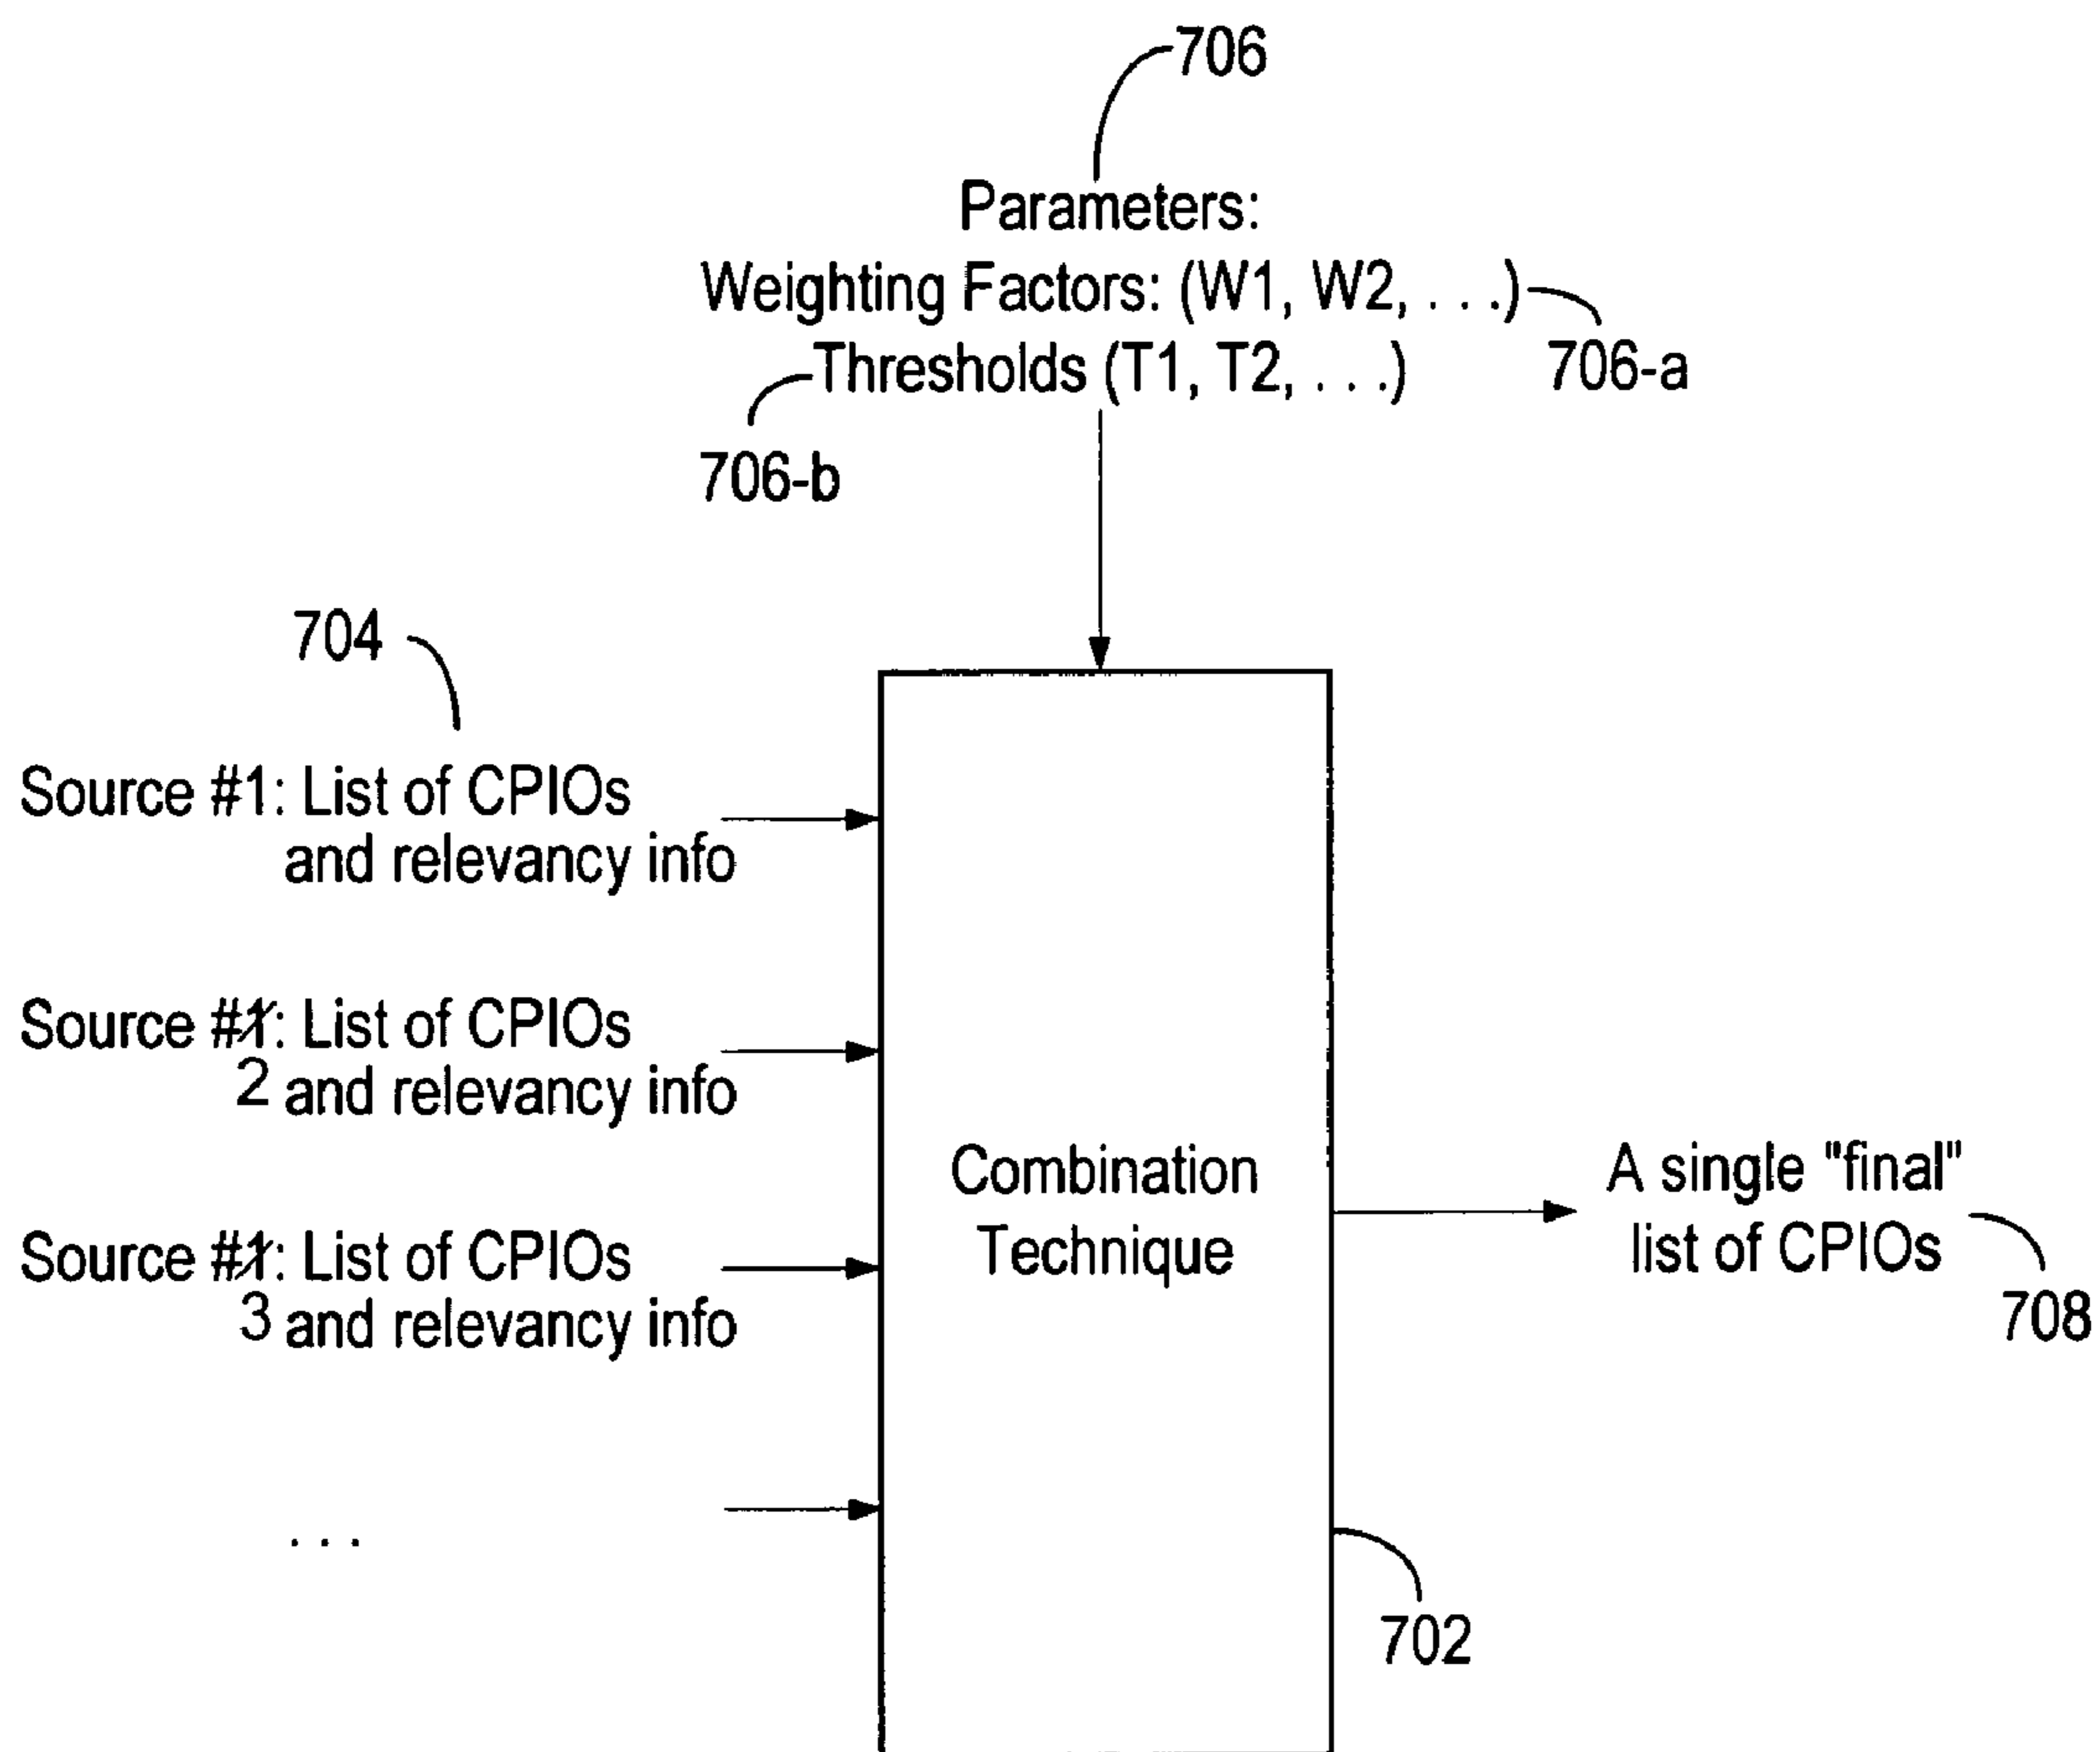 706
Parameters:
Weighting Factors: (W1, W2, . . .)
Thresholds (T1, T2, . . .)
706-a
706-b
704
Source #1: List of CPIOs
and relevancy info
Source #1: List of CPIOs
2 and relevancy info
Source #1: List of CPIOs
3 and relevancy info
. . .
Combination
Technique
A single "final"
list of CPIOs
708
702